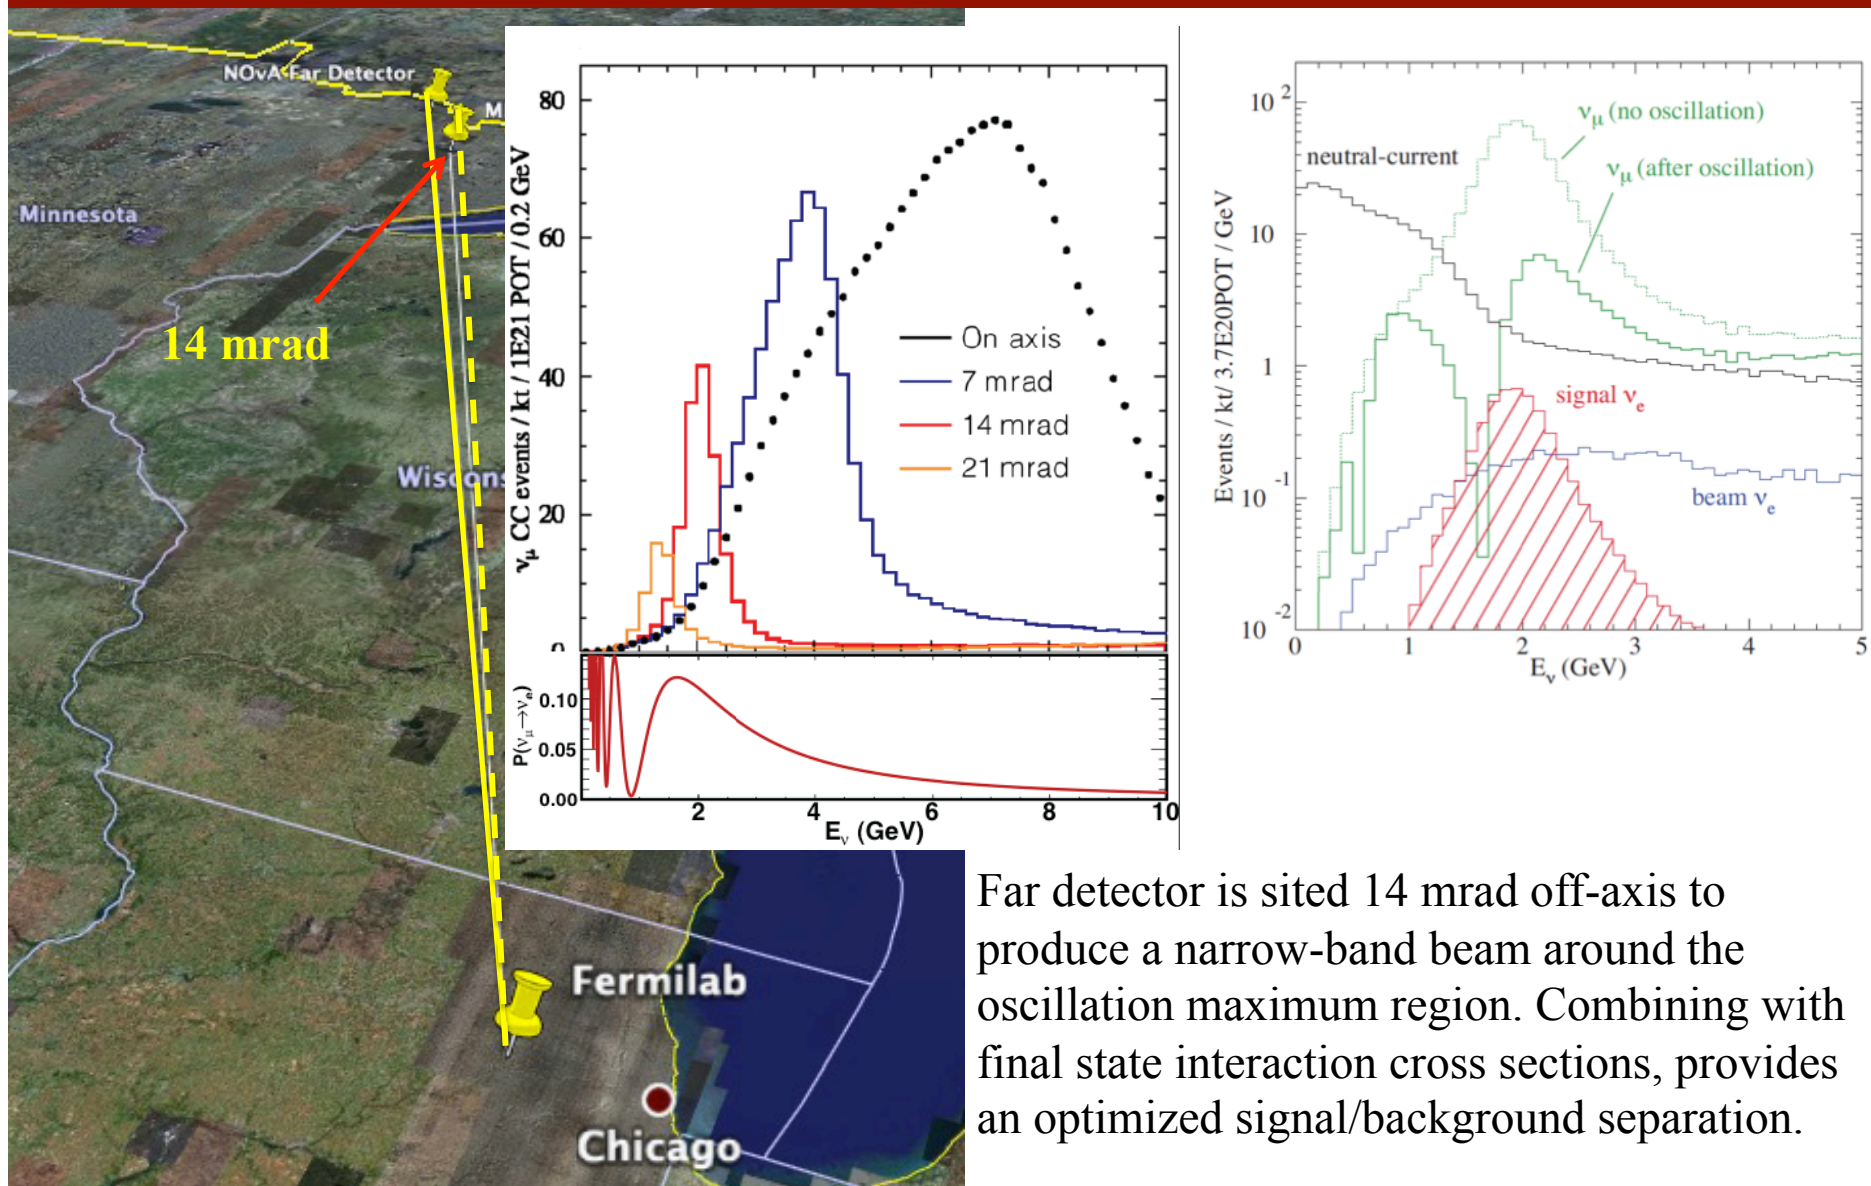 NOvA Far Detector
M
Minnesota
14 mrad
Wiscons
Fermilab
Chicago
80
60
40
20
0
νμ CC events / kt / 1E21 POT / 0.2 GeV
On axis
7 mrad
14 mrad
21 mrad
0.10
0.05
0.00
P(νμ→νe)
2
4
6
8
10
Eν (GeV)
10²
10
1
10⁻¹
10⁻²
Events / kt/ 3.7E20POT / GeV
neutral-current
νμ (no oscillation)
νμ (after oscillation)
signal νe
beam νe
0
1
2
3
4
5
Eν (GeV)
Far detector is sited 14 mrad off-axis to
produce a narrow-band beam around the
oscillation maximum region. Combining with
final state interaction cross sections, provides
an optimized signal/background separation.